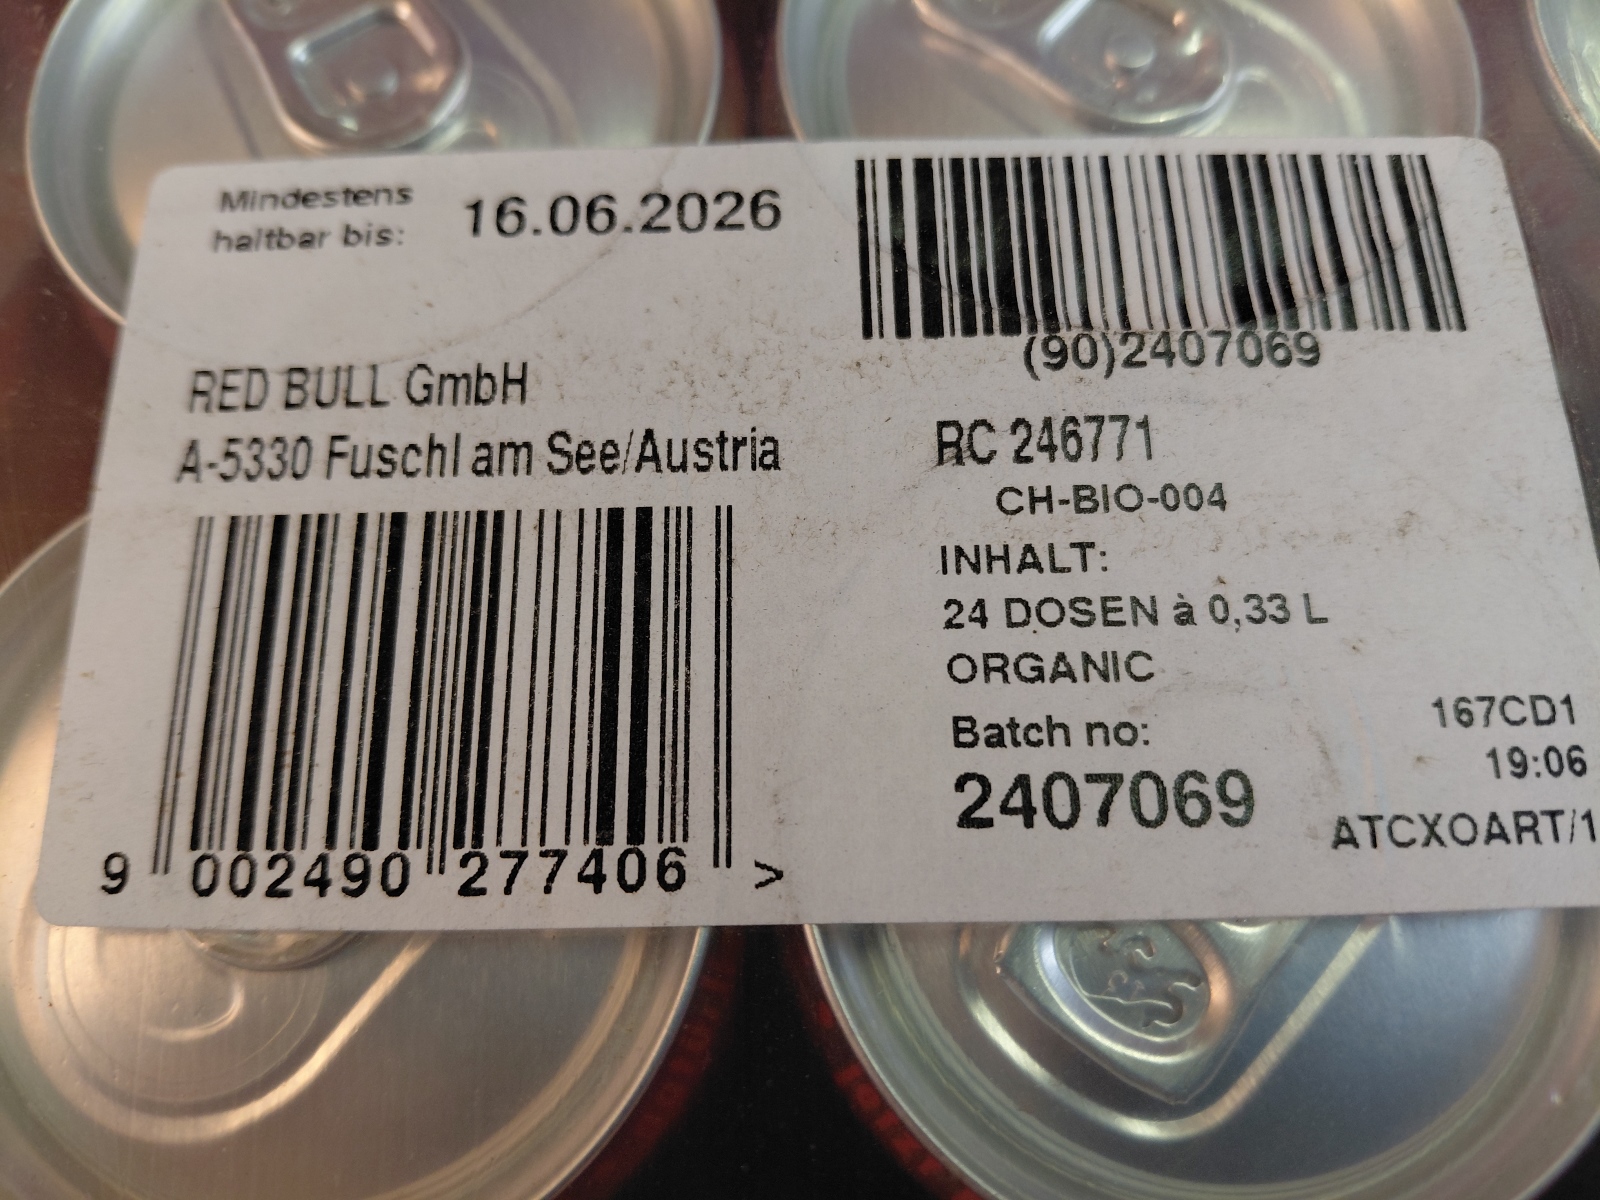 Mindestens
haltbar bis: 16.06.2026
(90)2407069
RED BULL GmbH
A-5330 Fuschl am See/Austria
RC 246771
CH-BIO-004
INHALT:
24 DOSEN à 0,33 L
ORGANIC
Batch no:
2407069
167CD1
19:06
ATCXOART/1
9 002490 277406 >